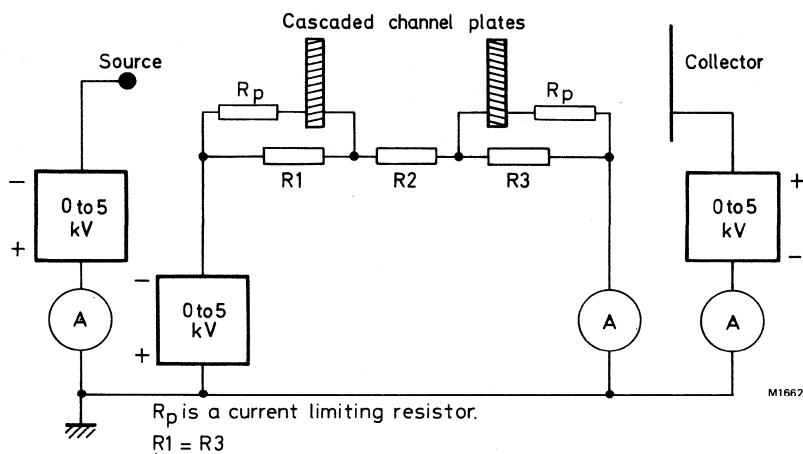 Cascaded channel plates
Source
Collector
Rp
Rp
R1
R2
R3
−
0 to 5
kV
+
−
0 to 5
kV
+
+
0 to 5
kV
−
A
A
A
M1662
Rp is a current limiting resistor.
R1 = R3